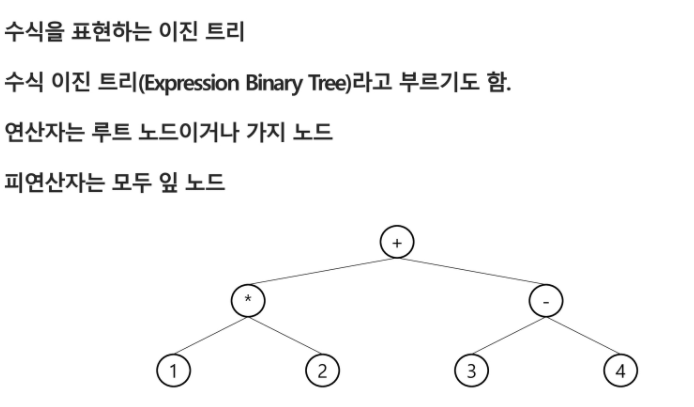 수식을 표현하는 이진 트리
수식 이진 트리(Expression Binary Tree)라고 부르기도 함.
연산자는 루트 노드이거나 가지 노드
피연산자는 모두 잎 노드
+
* -
1 2 3 4